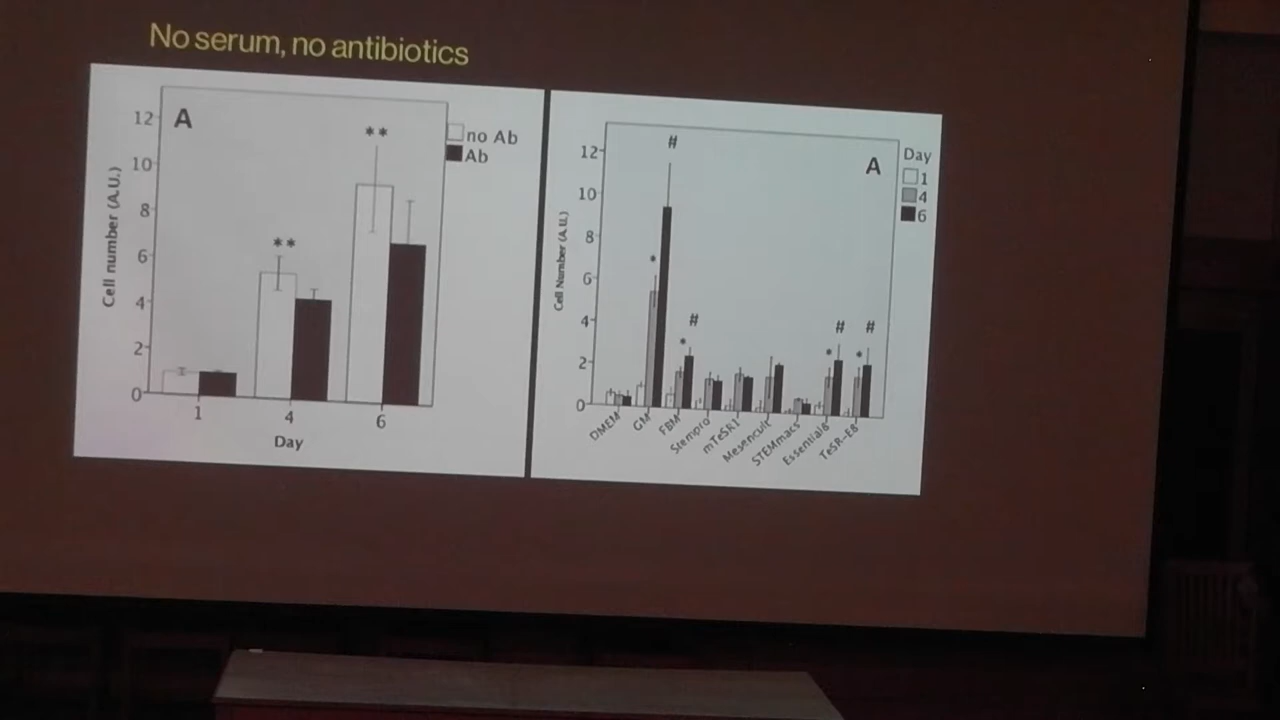 No serum, no antibiotics
A
** 
**
no Ab
Ab
12
10
8
6
4
2
0
Cell number (A.U.)
1
4
6
Day
A
#
*
*
#
*
#
*
#
Day
1
4
6
12
10
8
6
4
2
0
Cell Number (A.U.)
DMEM
GM
FBM
Stempro
mTeSR1
Mesencult
STEMmacs
Essential8
TeSR-E8